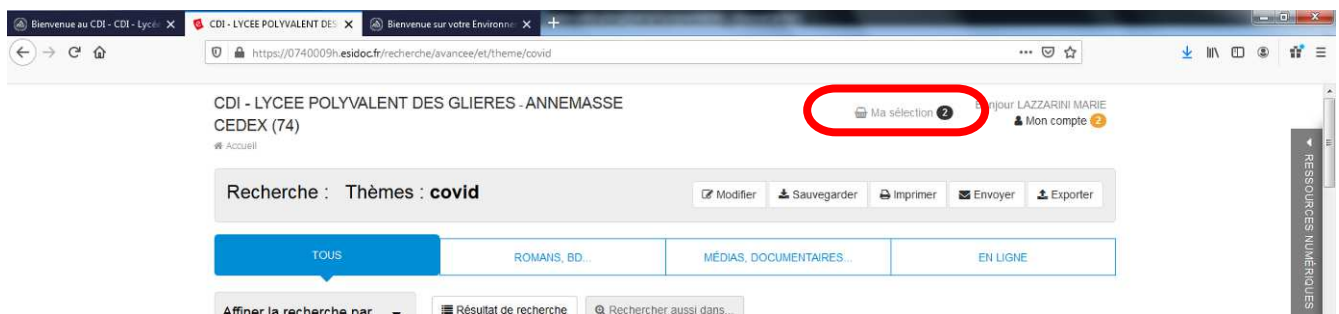 Bienvenue au CDI - CDI - Lycé
CDI - LYCEE POLYVALENT DES
Bienvenue sur votre Environne
https://0740009h.esidoc.fr/recherche/avancee/et/theme/covid
CDI - LYCEE POLYVALENT DES GLIERES - ANNEMASSE
CEDEX (74)
Accueil
Ma sélection 2
Bonjour LAZZARINI MARIE
Mon compte 2
Recherche : Thèmes : covid
Modifier
Sauvegarder
Imprimer
Envoyer
Exporter
TOUS
ROMANS, BD...
MÉDIAS, DOCUMENTAIRES...
EN LIGNE
Affiner la recherche par
Résultat de recherche
Rechercher aussi dans...
RESSOURCES NUMÉRIQUES